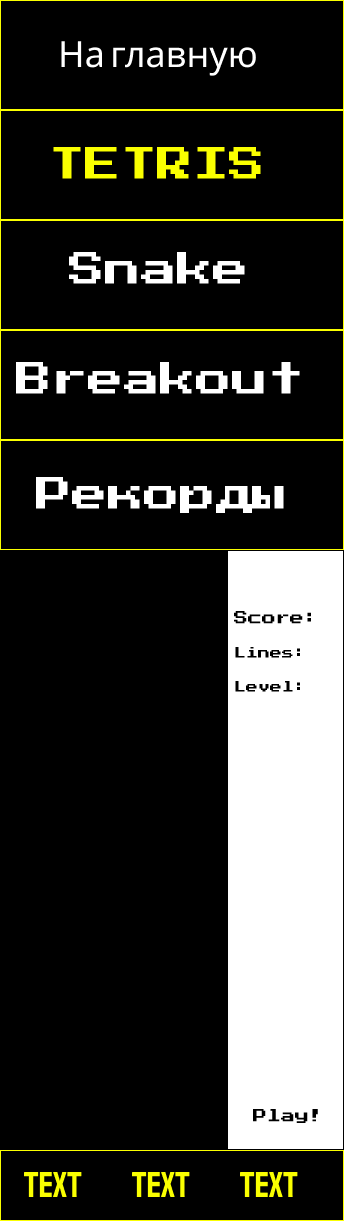 На главную
TETRIS
Snake
Breakout
Рекорды
Score:
Lines:
Level:
Play!
TEXT TEXT TEXT